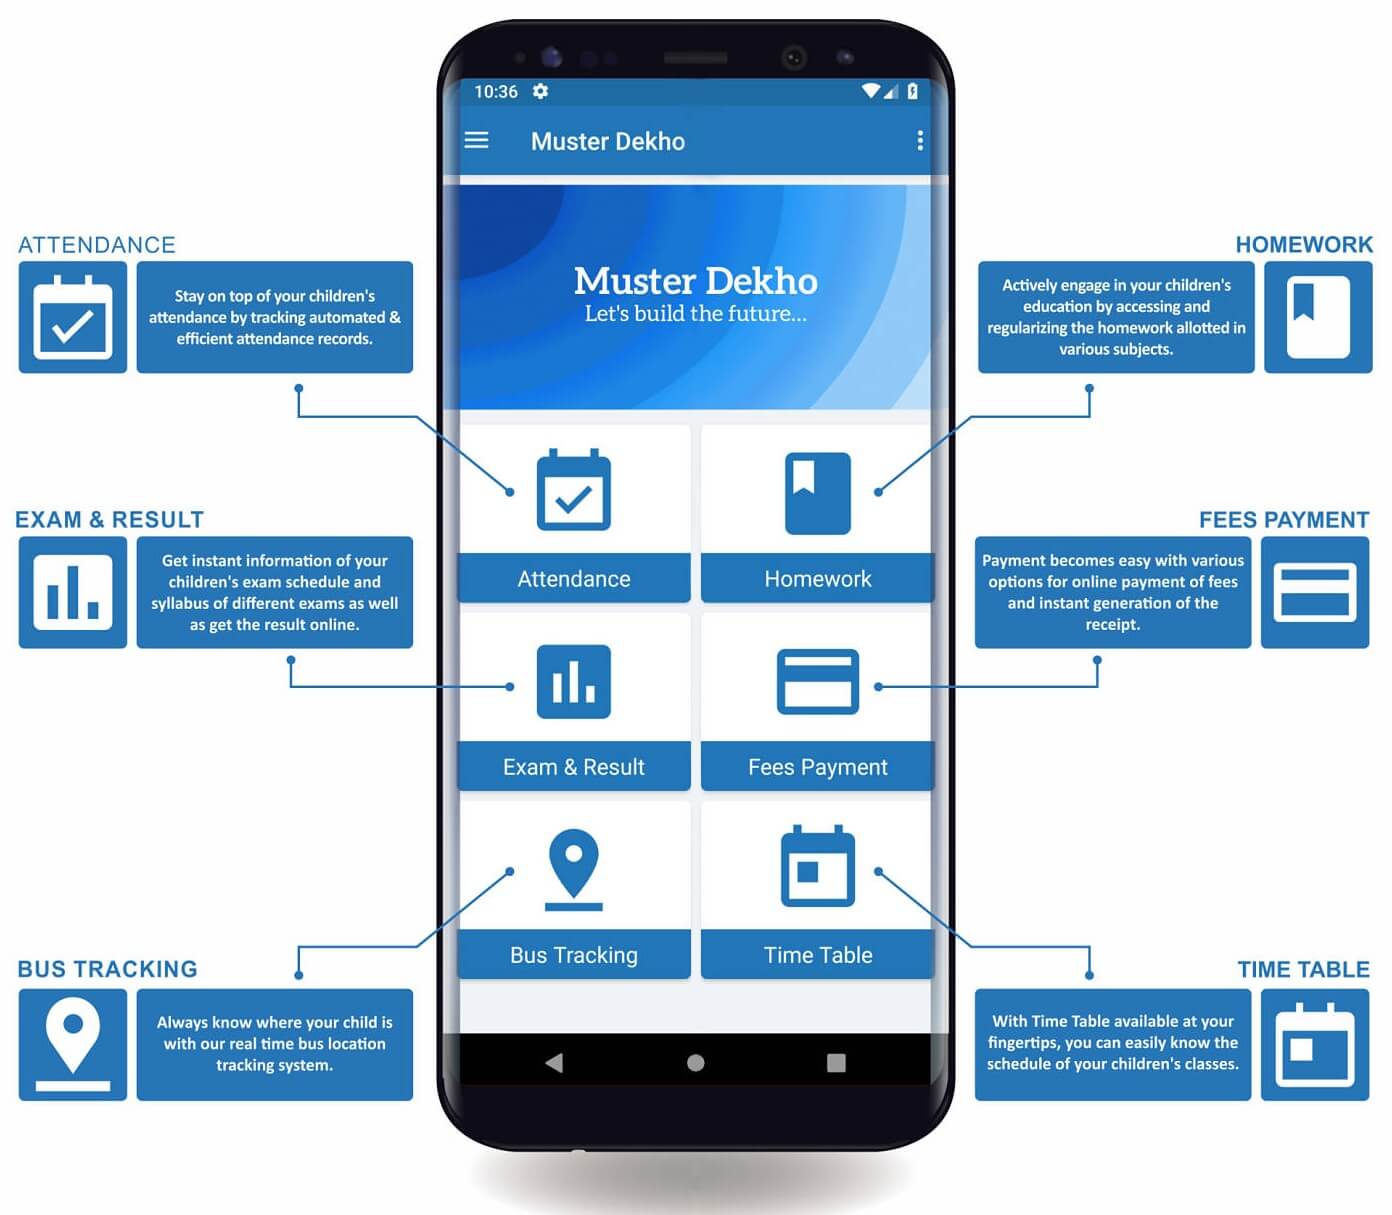 10:36
Muster Dekho
Muster Dekho
Let's build the future...
ATTENDANCE
Stay on top of your children's
attendance by tracking automated &
efficient attendance records.
HOMEWORK
Actively engage in your children's
education by accessing and
regularizing the homework allotted in
various subjects.
Attendance
Homework
EXAM & RESULT
Get instant information of your
children's exam schedule and
syllabus of different exams as well
as get the result online.
FEES PAYMENT
Payment becomes easy with various
options for online payment of fees
and instant generation of the
receipt.
Exam & Result
Fees Payment
Bus Tracking
Time Table
BUS TRACKING
Always know where your child is
with our real time bus location
tracking system.
TIME TABLE
With Time Table available at your
fingertips, you can easily know the
schedule of your children's classes.